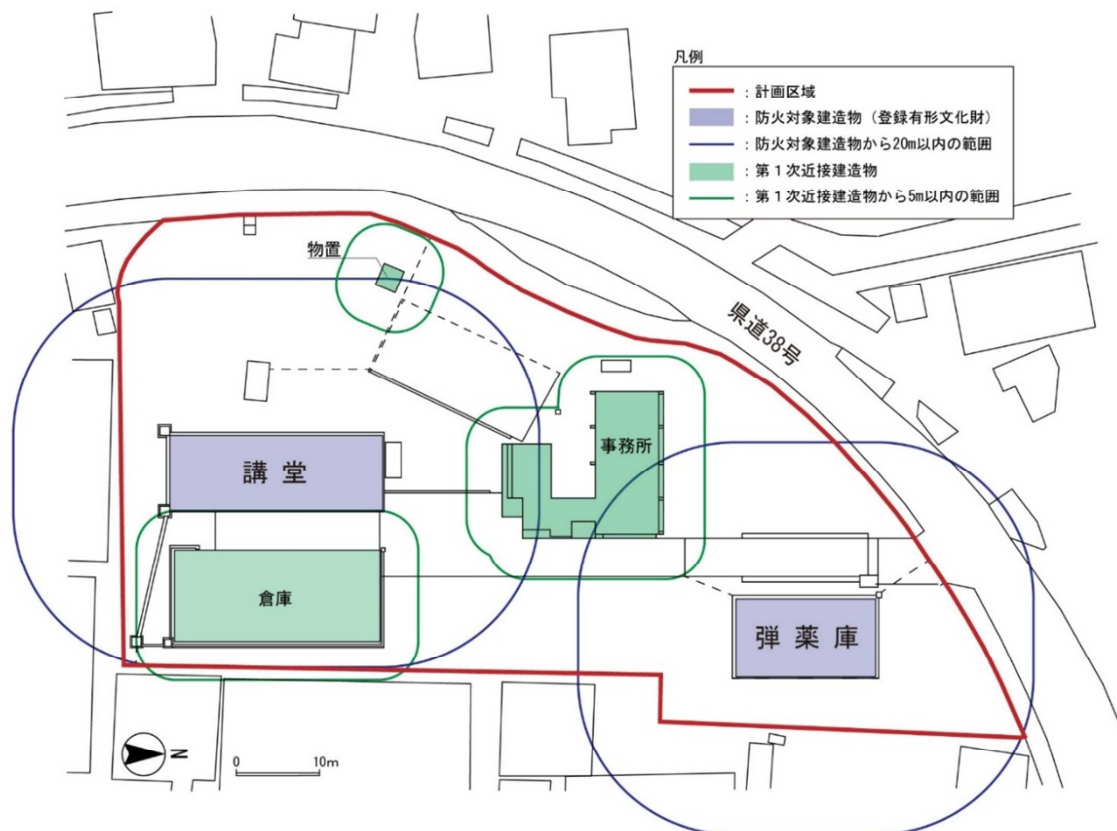 凡例
：計画区域
：防火対象建造物（登録有形文化財）
：防火対象建造物から20m以内の範囲
：第１次近接建造物
：第１次近接建造物から5m以内の範囲
物置
県道38号
事務所
講堂
倉庫
弾薬庫
N
0 10m